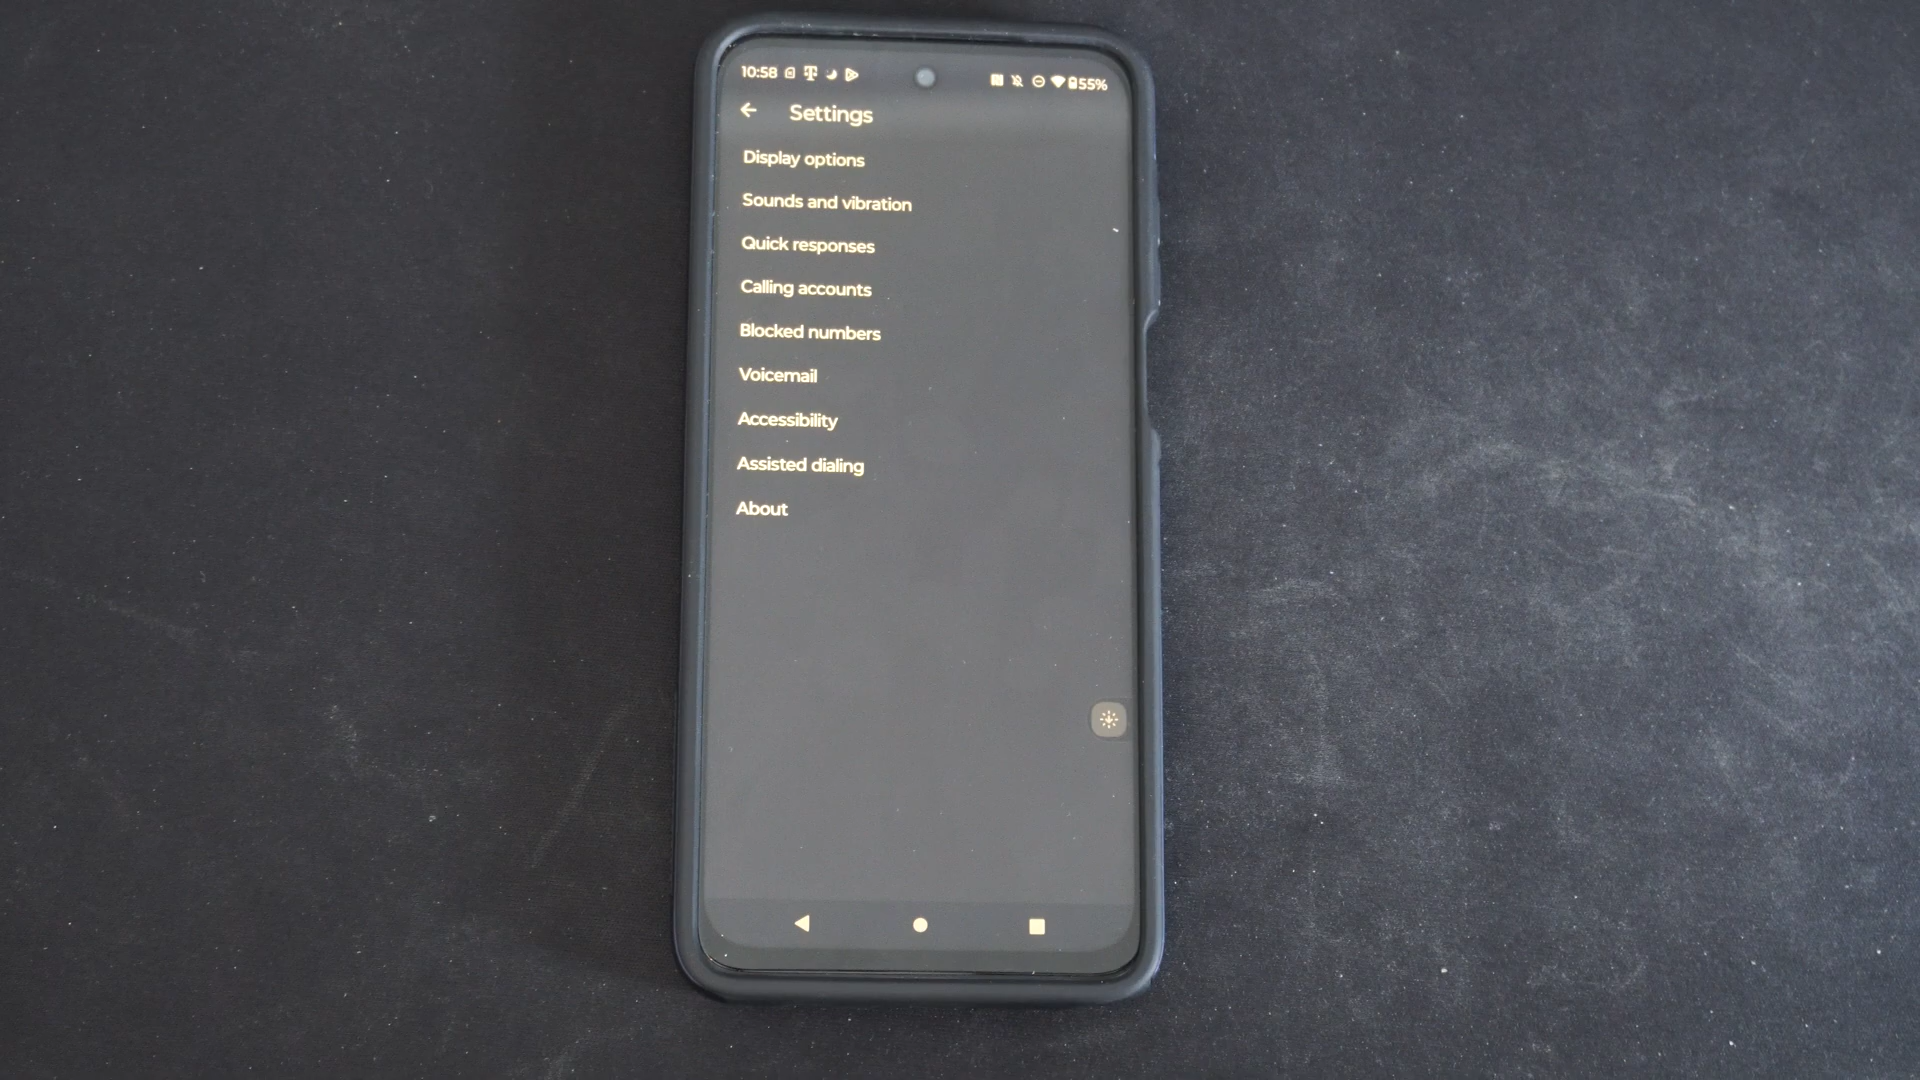 10:58 55%
Settings
Display options
Sounds and vibration
Quick responses
Calling accounts
Blocked numbers
Voicemail
Accessibility
Assisted dialing
About